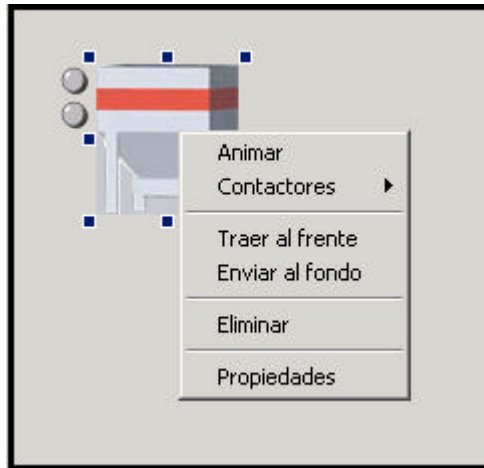 Animar
Contactores
Traer al frente
Enviar al fondo
Eliminar
Propiedades